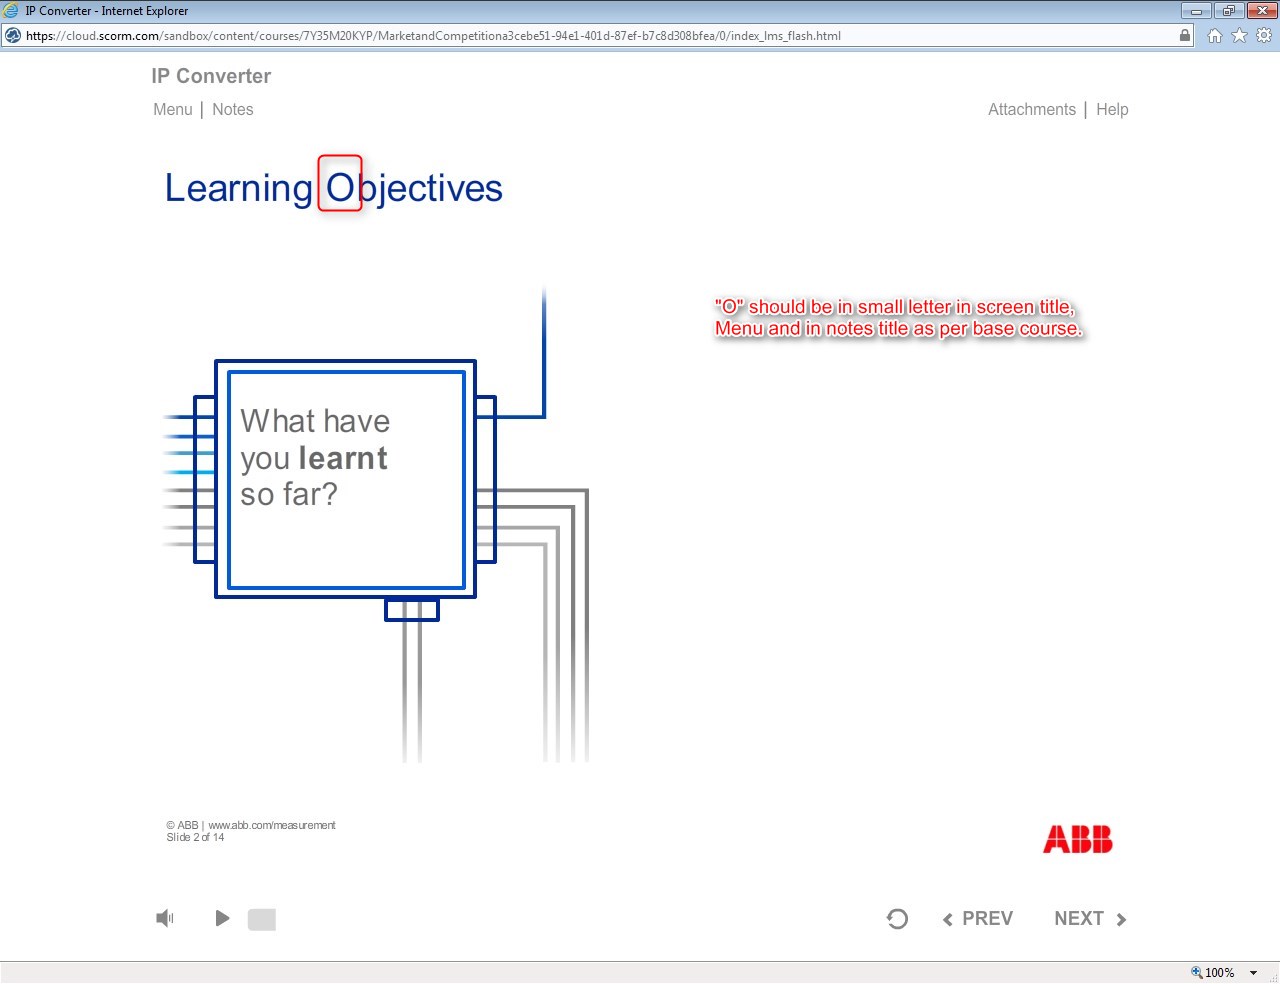 IP Converter - Internet Explorer
https://cloud.scorm.com/sandbox/content/courses/7Y35M20KYP/MarketandCompetitiona3cebe51-94e1-401d-87ef-b7c8d308bfea/0/index_lms_flash.html
IP Converter
Menu | Notes
Attachments | Help
Learning Objectives
"O" should be in small letter in screen title,
Menu and in notes title as per base course.
What have
you learnt
so far?
© ABB | www.abb.com/measurement
Slide 2 of 14
ABB
PREV
NEXT
100%